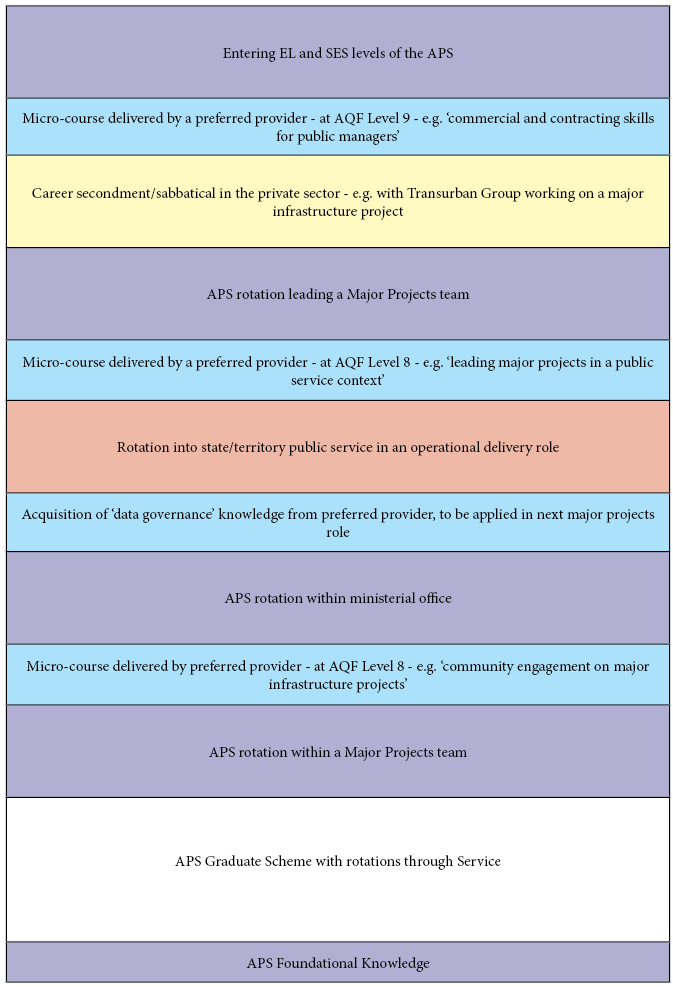 Entering EL and SES levels of the APS
Micro-course delivered by a preferred provider - at AQF Level 9 - e.g. ‘commercial and contracting skills
for public managers’
Career secondment/sabbatical in the private sector - e.g. with Transurban Group working on a major
infrastructure project
APS rotation leading a Major Projects team
Micro-course delivered by a preferred provider - at AQF Level 8 - e.g. ‘leading major projects in a public
service context’
Rotation into state/territory public service in an operational delivery role
Acquisition of ‘data governance’ knowledge from preferred provider, to be applied in next major projects
role
APS rotation within ministerial office
Micro-course delivered by preferred provider - at AQF Level 8 - e.g. ‘community engagement on major
infrastructure projects’
APS rotation within a Major Projects team
APS Graduate Scheme with rotations through Service
APS Foundational Knowledge